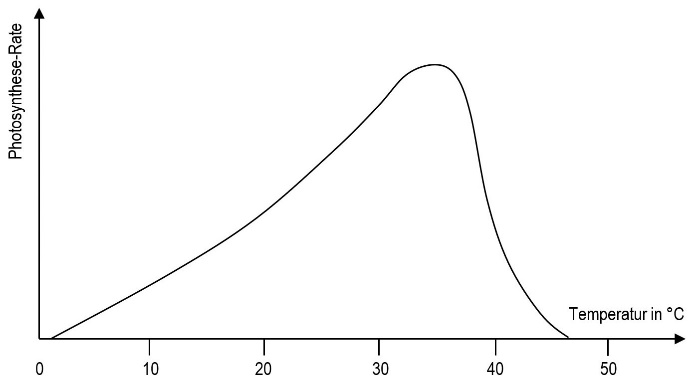 Photosynthese-Rate
Temperatur in °C
0 10 20 30 40 50